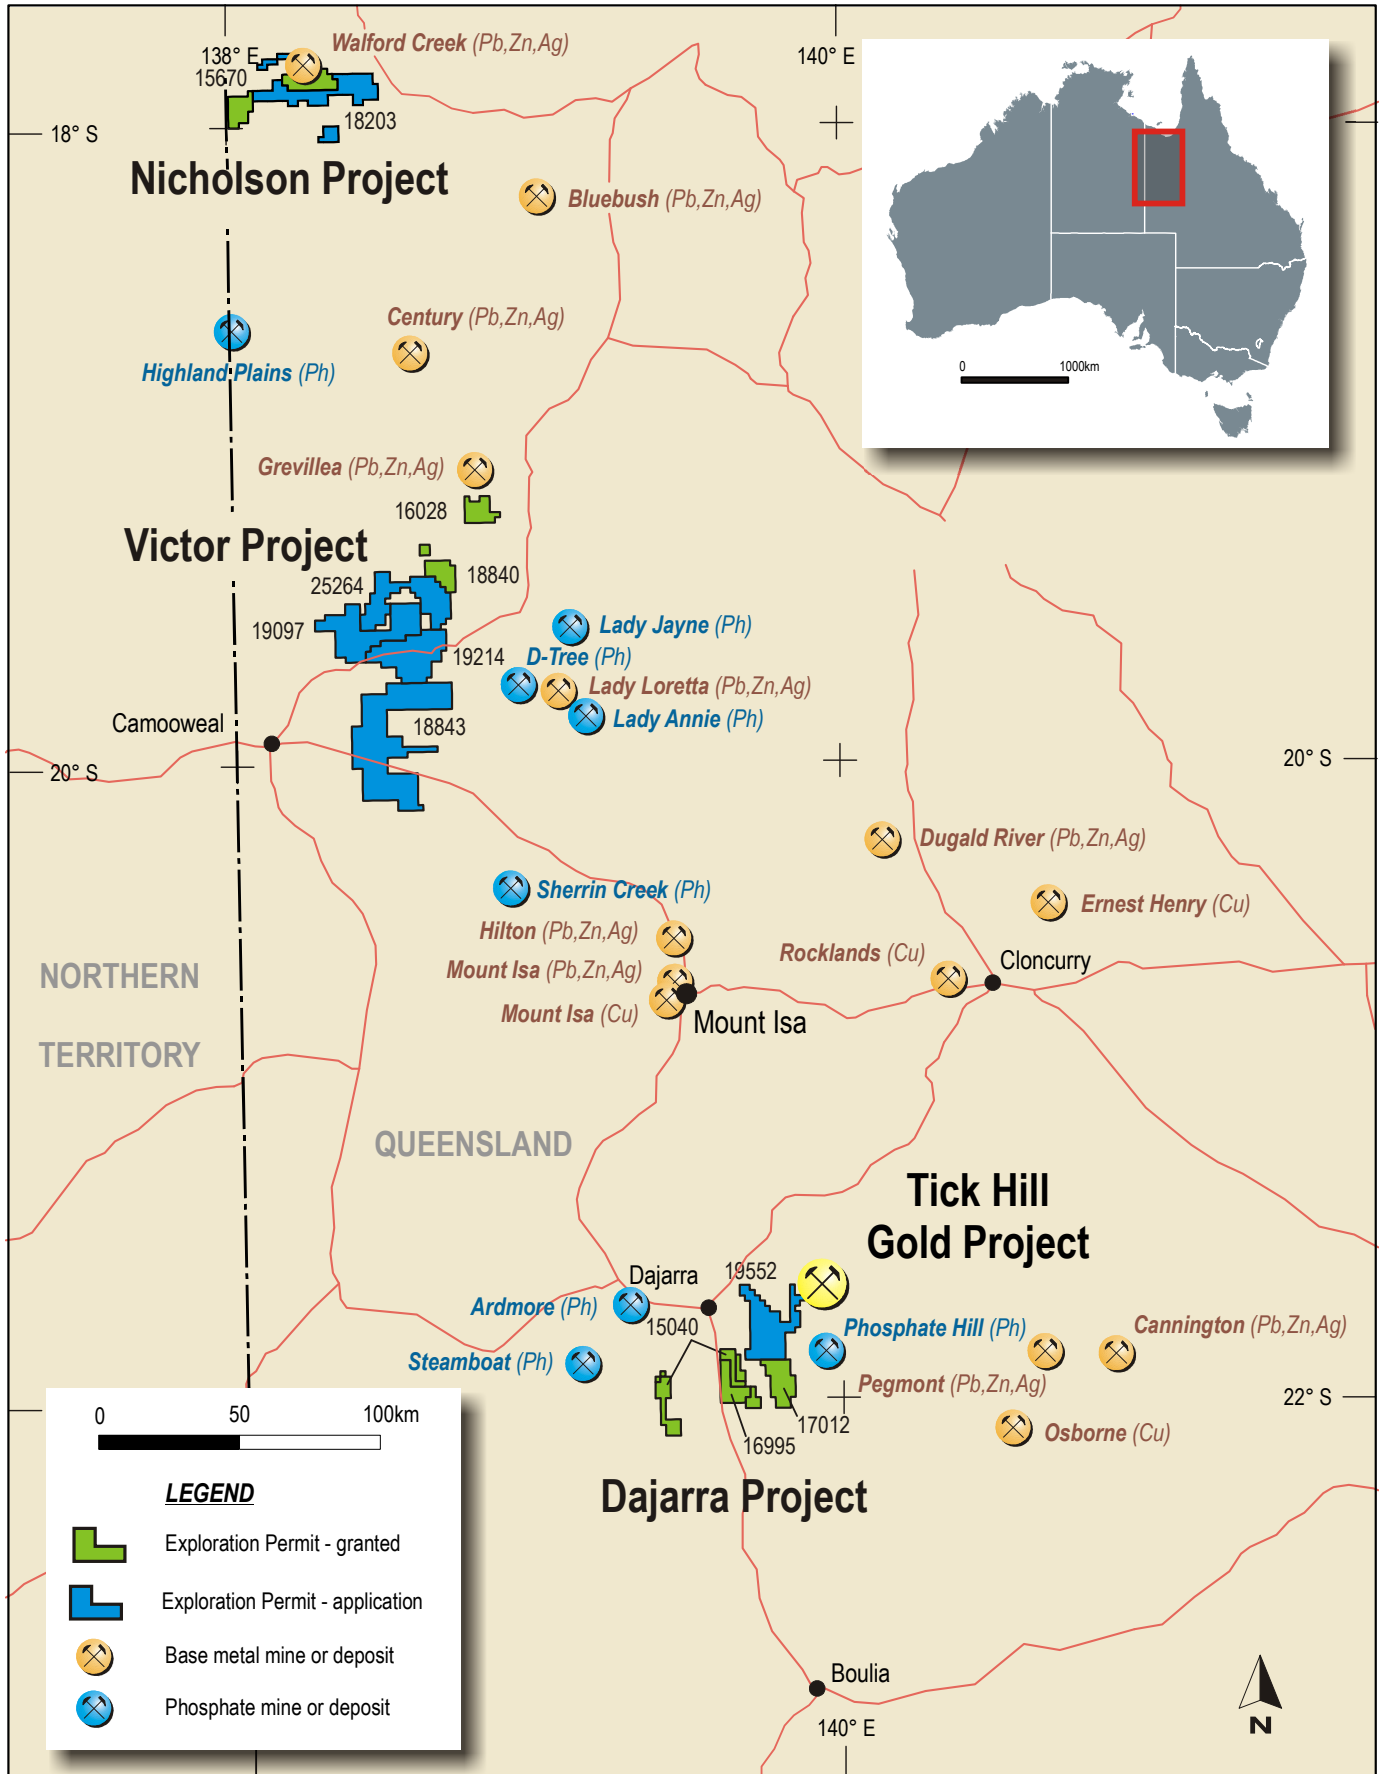 Walford Creek (Pb,Zn,Ag)
138° E
140° E
15670
18203
18° S
Nicholson Project
Bluebush (Pb,Zn,Ag)
Century (Pb,Zn,Ag)
Highland Plains (Ph)
0 1000km
Grevillea (Pb,Zn,Ag)
16028
Victor Project
18840
25264
19097
Lady Jayne (Ph)
19214
D-Tree (Ph)
Lady Loretta (Pb,Zn,Ag)
Lady Annie (Ph)
Camooweal
18843
20° S
20° S
Dugald River (Pb,Zn,Ag)
Sherrin Creek (Ph)
Ernest Henry (Cu)
Hilton (Pb,Zn,Ag)
Rocklands (Cu)
Cloncurry
Mount Isa (Pb,Zn,Ag)
Mount Isa (Cu)
Mount Isa
NORTHERN
TERRITORY
QUEENSLAND
Tick Hill
Gold Project
19552
Dajarra
Ardmore (Ph)
15040
Phosphate Hill (Ph)
Cannington (Pb,Zn,Ag)
Steamboat (Ph)
Pegmont (Pb,Zn,Ag)
22° S
17012
16995
Osborne (Cu)
Dajarra Project
0 50 100km
LEGEND
Exploration Permit - granted
Exploration Permit - application
Base metal mine or deposit
Phosphate mine or deposit
Boulia
140° E
N